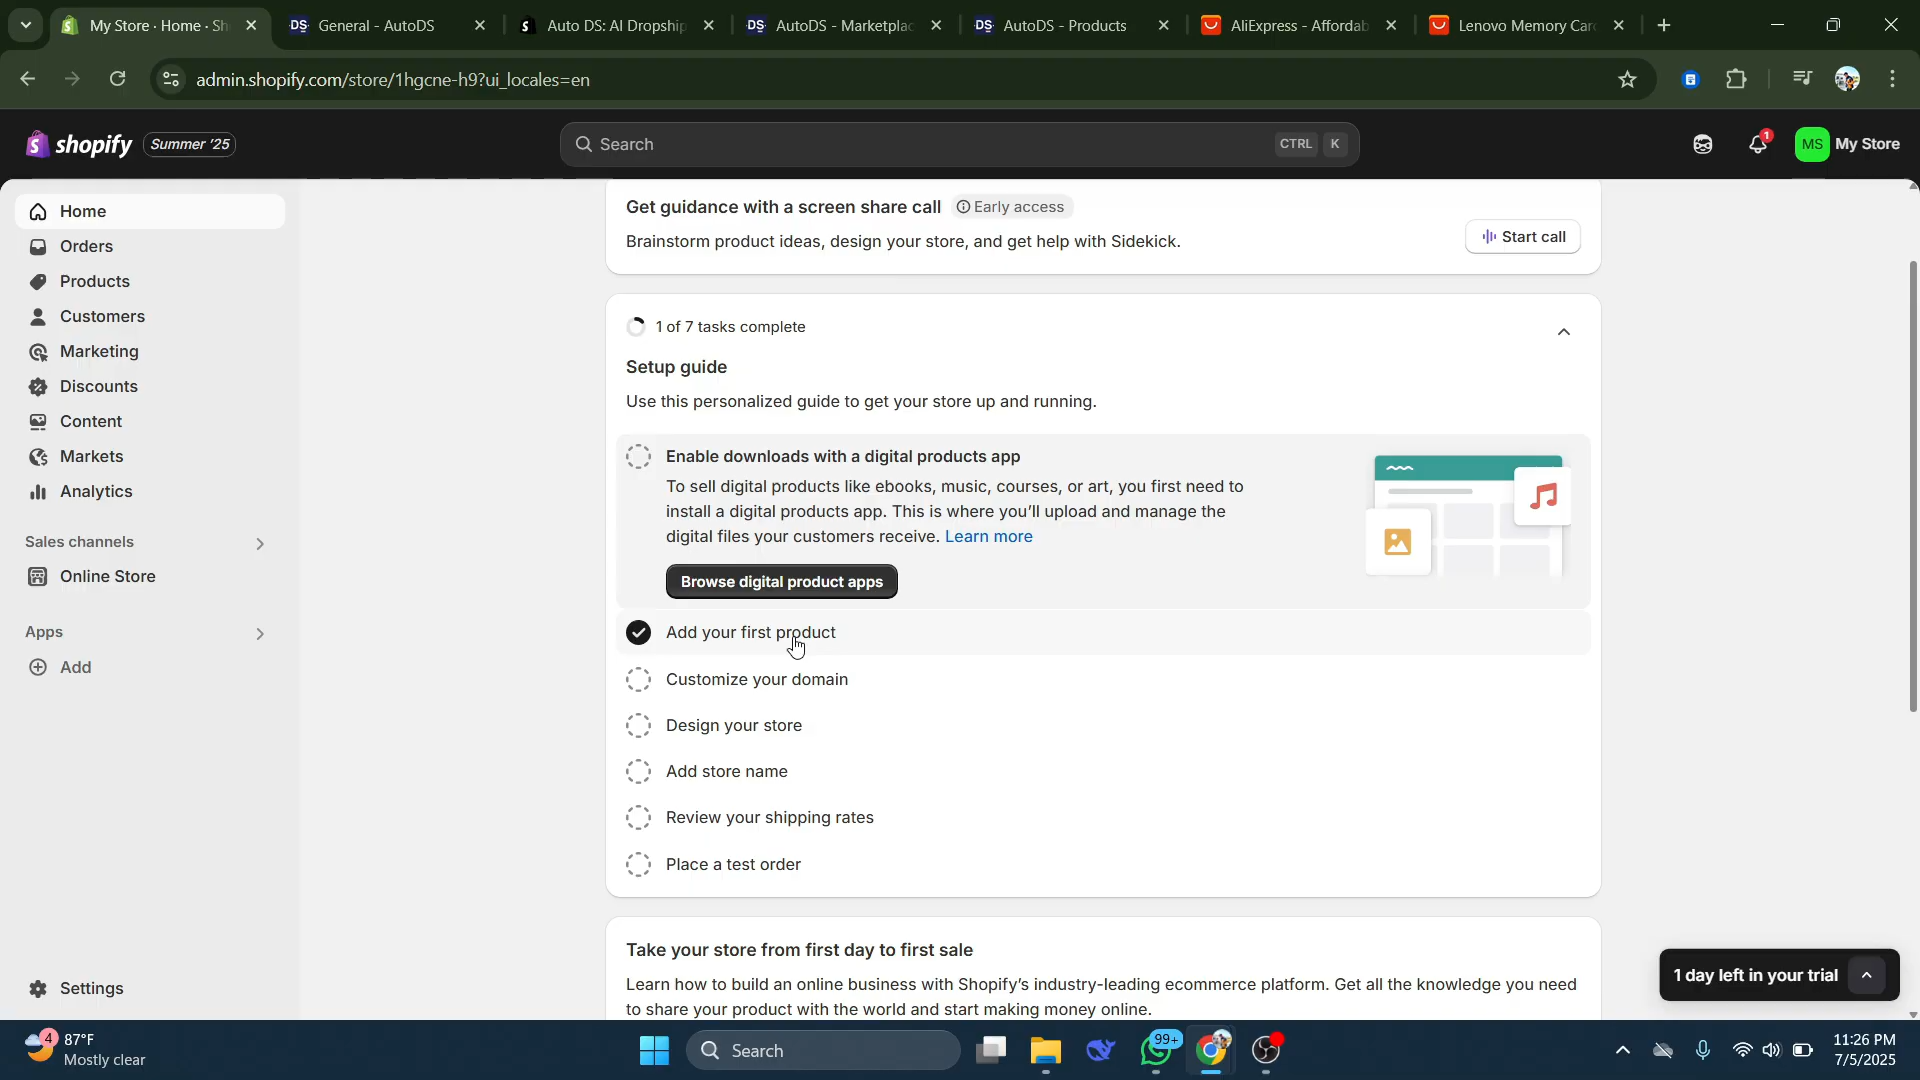 My Store · Home · Sh
General - AutoDS
Auto DS: AI Dropship
AutoDS - Marketplac
AutoDS - Products
AliExpress - Affordab
Lenovo Memory Car
admin.shopify.com/store/1hgcne-h9?ui_locales=en
shopify
Summer '25
Search
CTRL K
1
MS
My Store
Home
Orders
Products
Customers
Marketing
Discounts
Content
Markets
Analytics
Sales channels
Online Store
Apps
Add
Settings
Get guidance with a screen share call
Early access
Brainstorm product ideas, design your store, and get help with Sidekick.
Start call
1 of 7 tasks complete
Setup guide
Use this personalized guide to get your store up and running.
Enable downloads with a digital products app
To sell digital products like ebooks, music, courses, or art, you first need to
install a digital products app. This is where you'll upload and manage the
digital files your customers receive. Learn more
Browse digital product apps
Add your first product
Customize your domain
Design your store
Add store name
Review your shipping rates
Place a test order
Take your store from first day to first sale
Learn how to build an online business with Shopify's industry-leading ecommerce platform. Get all the knowledge you need
to share your product with the world and start making money online.
1 day left in your trial
4
87°F
Mostly clear
Search
99+
11:26 PM
7/5/2025